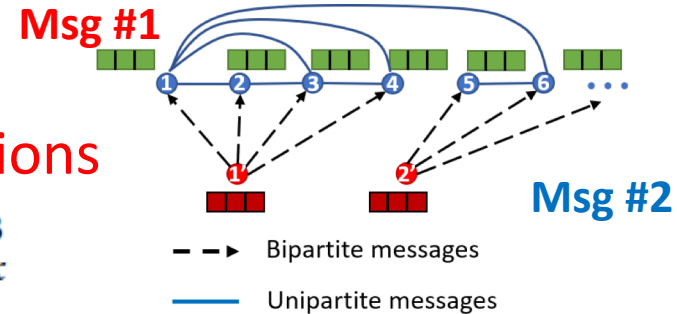 Msg #1
1 2 3 4 5 6 ...
ions
1' 2'
Msg #2
Bipartite messages
Unipartite messages